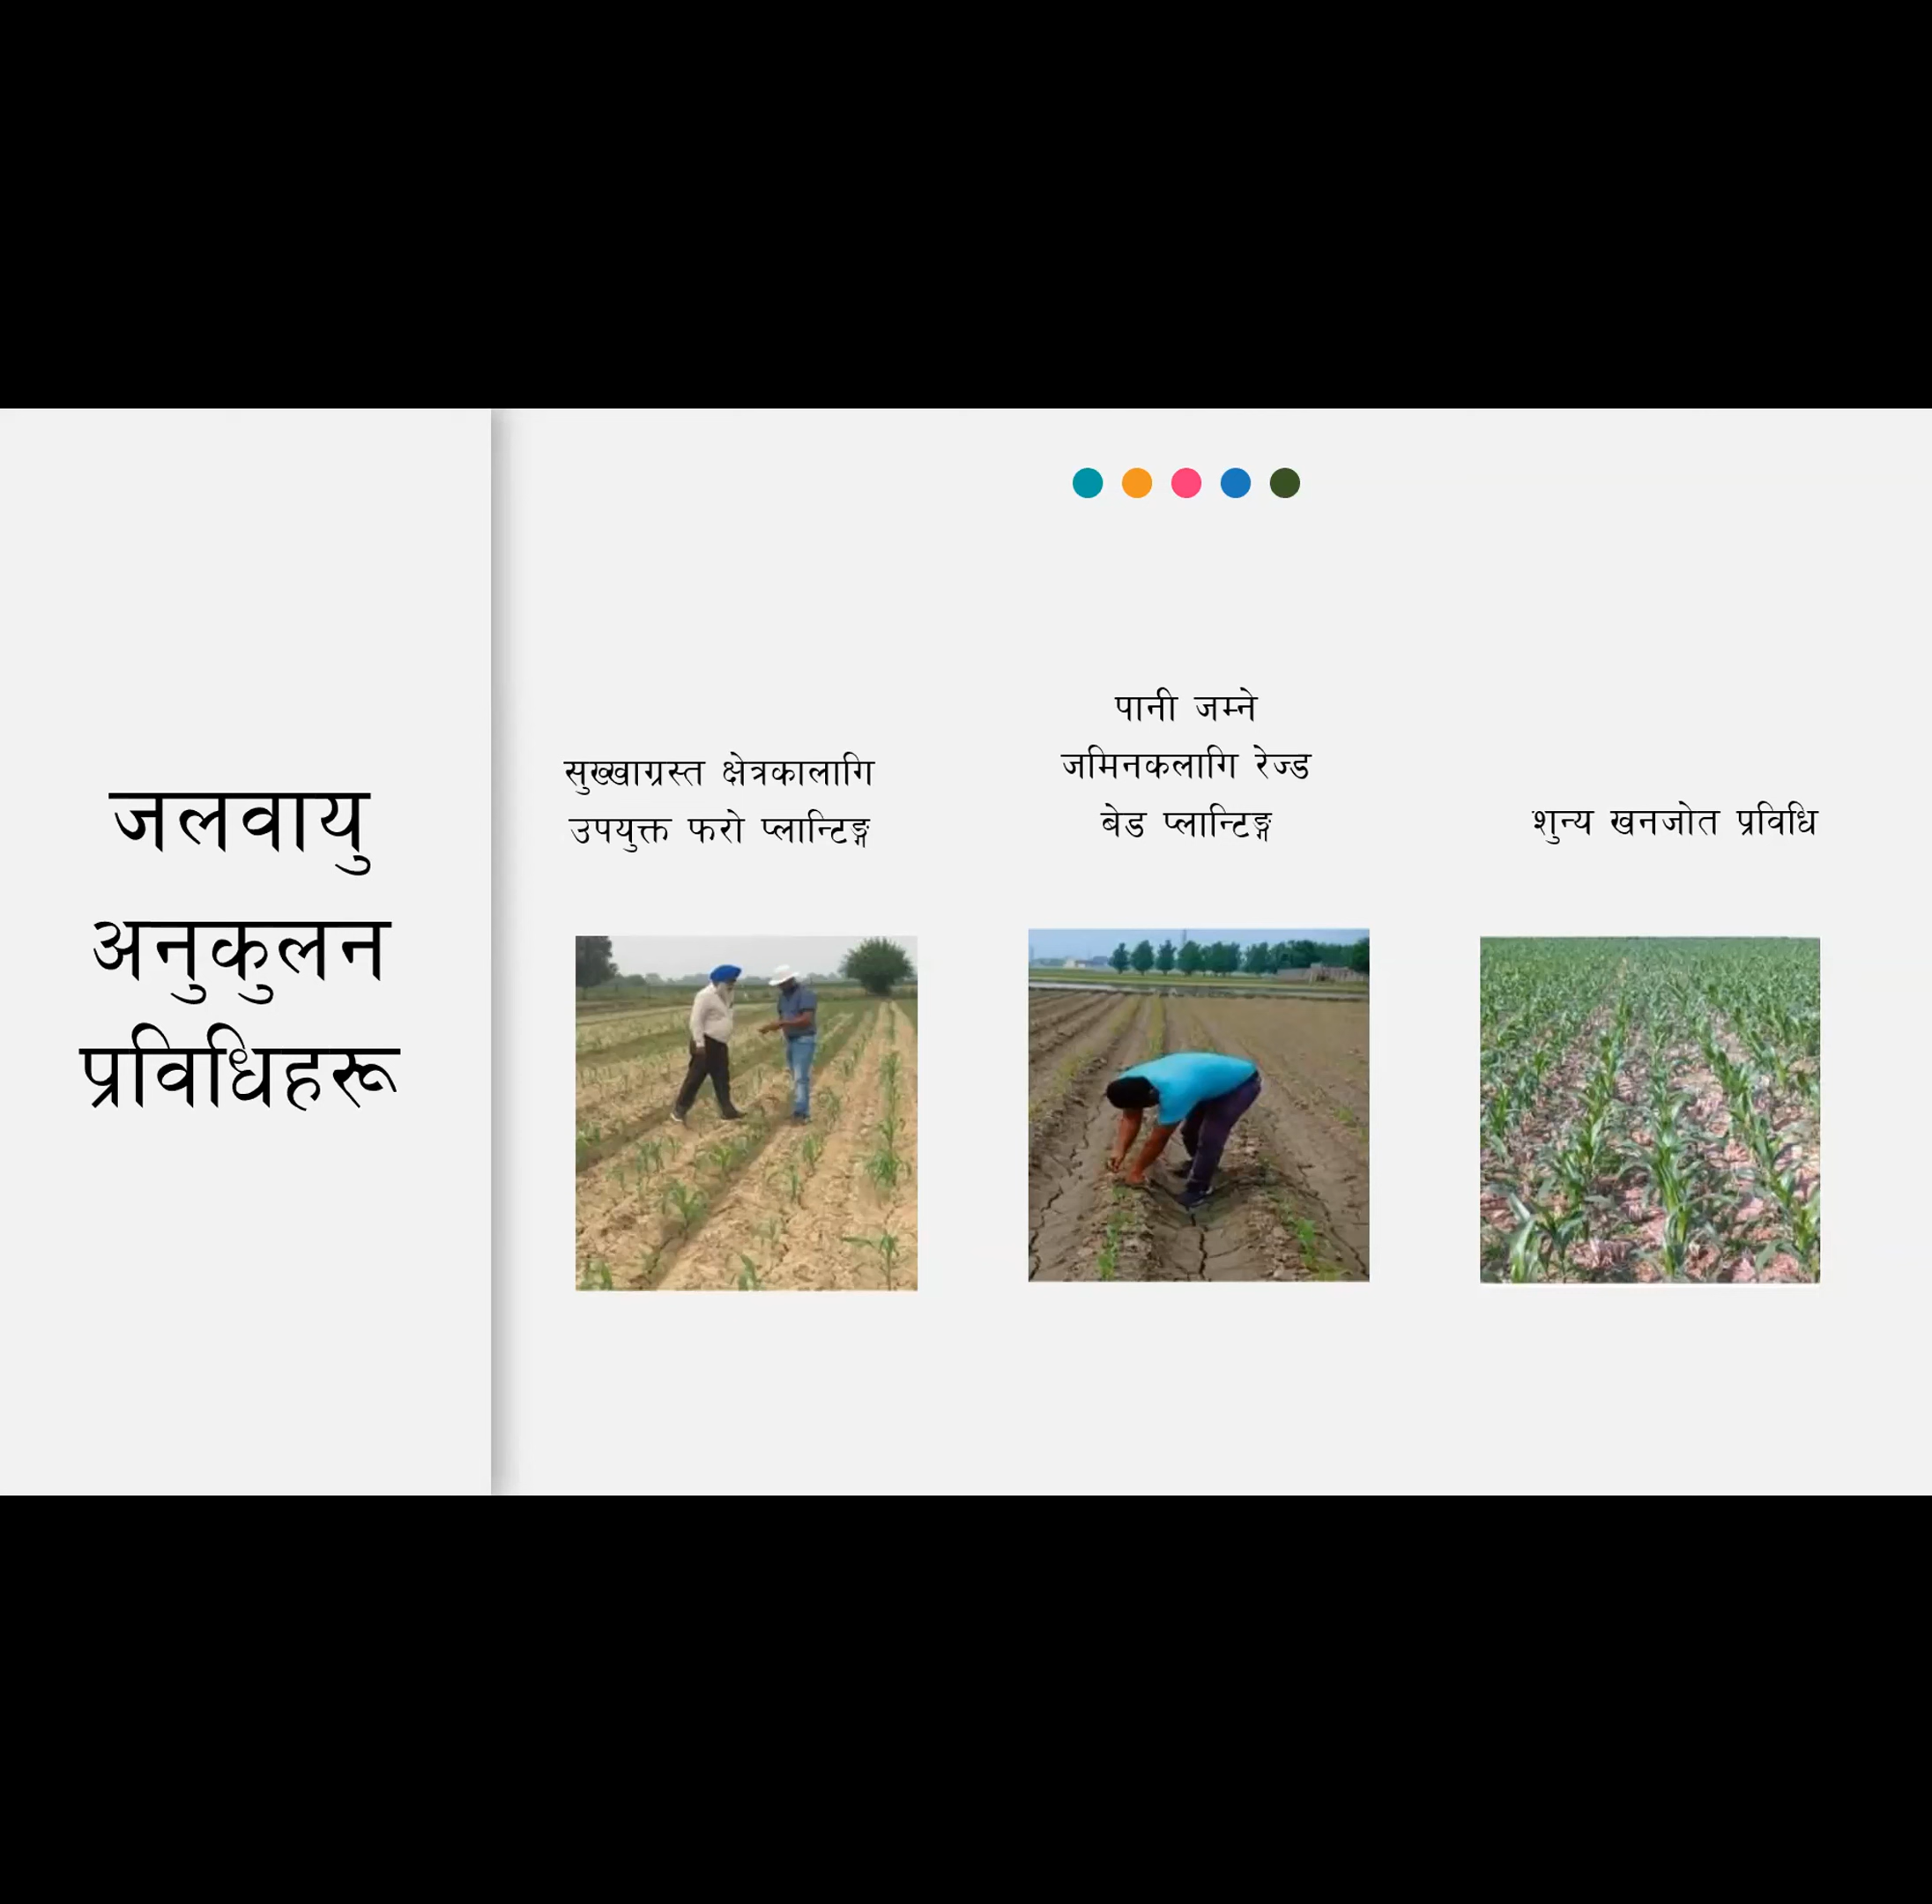 जलवायु
अनुकुलन
प्रविधिहरू
सुख्खाग्रस्त क्षेत्रकालागि
उपयुक्त फरो प्लान्टिङ्ग
पानी जम्ने
जमिनकलागि रेज्ड
बेड प्लान्टिङ्ग
शुन्य खनजोत प्रविधि